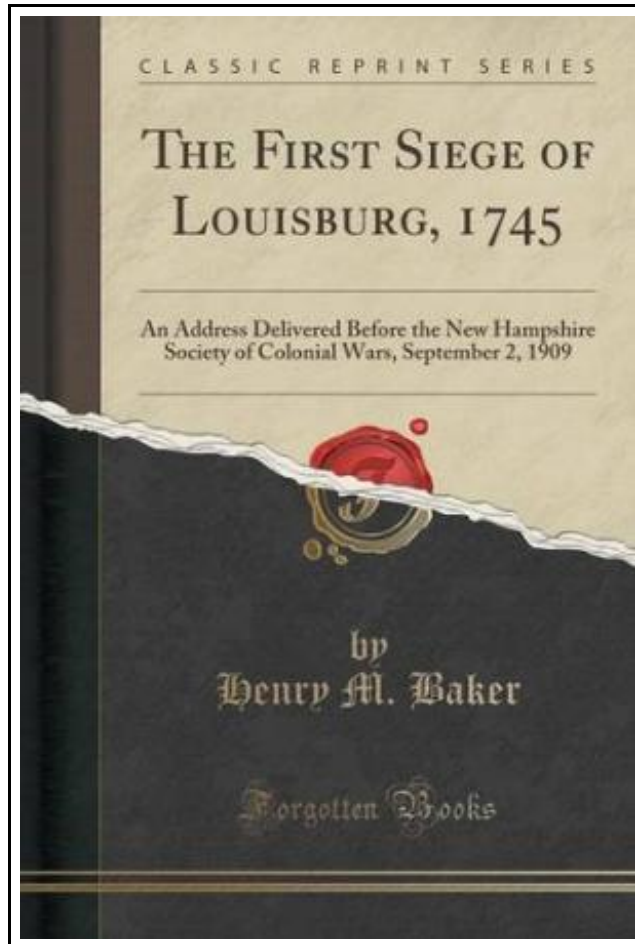 CLASSIC REPRINT SERIES
THE FIRST SIEGE OF
LOUISBURG, 1745
An Address Delivered Before the New Hampshire
Society of Colonial Wars, September 2, 1909
by
Henry M. Baker
Forgotten Books